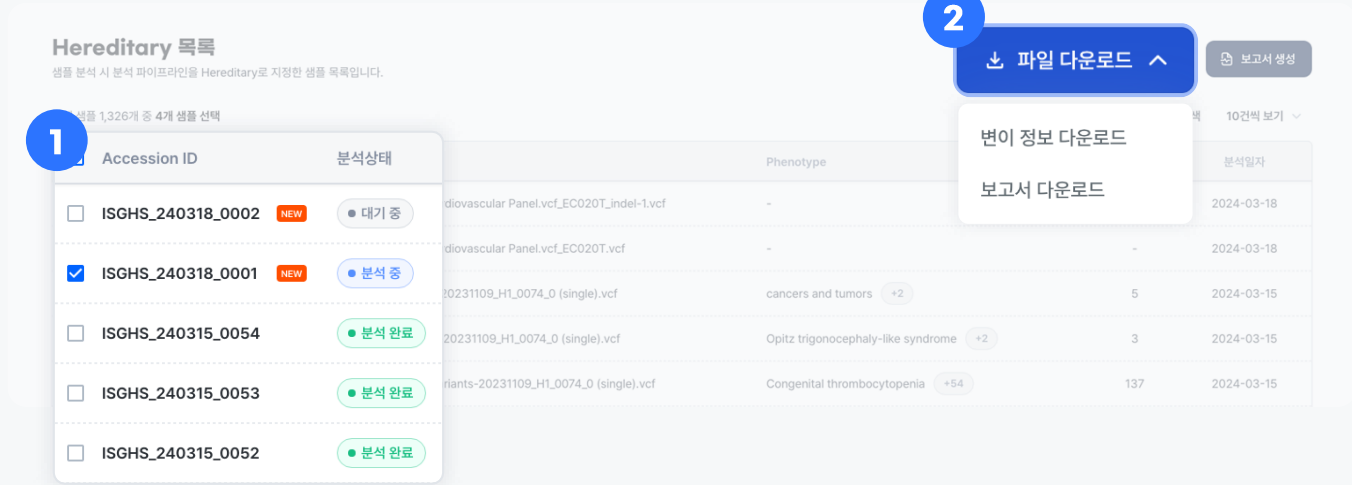 2
Hereditary 목록
파일 다운로드
보고서 생성
샘플 분석 시 분석 파이프라인을 Hereditary로 지정한 샘플 목록입니다.
샘플 1,326개 중 4개 샘플 선택
10건씩 보기
변이 정보 다운로드
보고서 다운로드
1
Accession ID 분석상태
Phenotype
분석일자
ISGHS_240318_0002 NEW 대기 중
Panel.vcf_EC020T_indel-1.vcf - 2024-03-18
ISGHS_240318_0001 NEW 분석 중
Panel.vcf_EC020T.vcf - - 2024-03-18
ISGHS_240315_0054 분석 완료
20231109_H1_0074_0 (single).vcf cancers and tumors +2 5 2024-03-15
ISGHS_240315_0053 분석 완료
20231109_H1_0074_0 (single).vcf Opitz trigonocephaly-like syndrome +2 3 2024-03-15
ISGHS_240315_0052 분석 완료
20231109_H1_0074_0 (single).vcf Congenital thrombocytopenia +54 137 2024-03-15